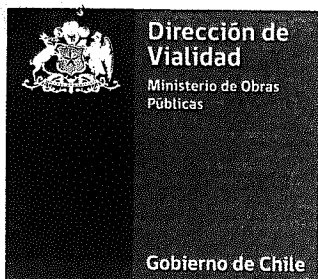 Dirección de
Vialidad
Ministerio de Obras
Públicas
Gobierno de Chile